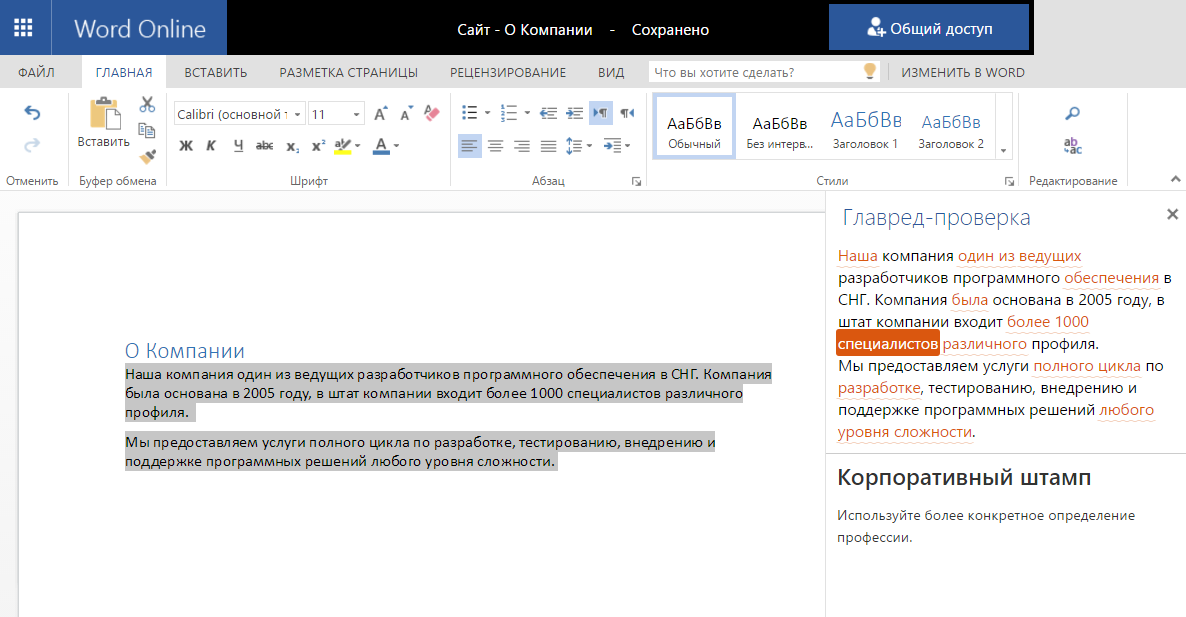 Word Online
Сайт - О Компании - Сохранено
Общий доступ
ФАЙЛ ГЛАВНАЯ ВСТАВИТЬ РАЗМЕТКА СТРАНИЦЫ РЕЦЕНЗИРОВАНИЕ ВИД Что вы хотите сделать? ИЗМЕНИТЬ В WORD
Calibri (основной т 11
Вставить
Ж К Ч abc x₂ x² ab A
АаБбВв АаБбВв АаБбВв АаБбВв
Обычный Без интерв... Заголовок 1 Заголовок 2
ab
ac
Отменить Буфер обмена Шрифт Абзац Стили Редактирование
О Компании
Наша компания один из ведущих разработчиков программного обеспечения в СНГ. Компания
была основана в 2005 году, в штат компании входит более 1000 специалистов различного
профиля.
Мы предоставляем услуги полного цикла по разработке, тестированию, внедрению и
поддержке программных решений любого уровня сложности.
Главред-проверка
Наша компания один из ведущих
разработчиков программного обеспечения в
СНГ. Компания была основана в 2005 году, в
штат компании входит более 1000
специалистов различного профиля.
Мы предоставляем услуги полного цикла по
разработке, тестированию, внедрению и
поддержке программных решений любого
уровня сложности.
Корпоративный штамп
Используйте более конкретное определение
профессии.